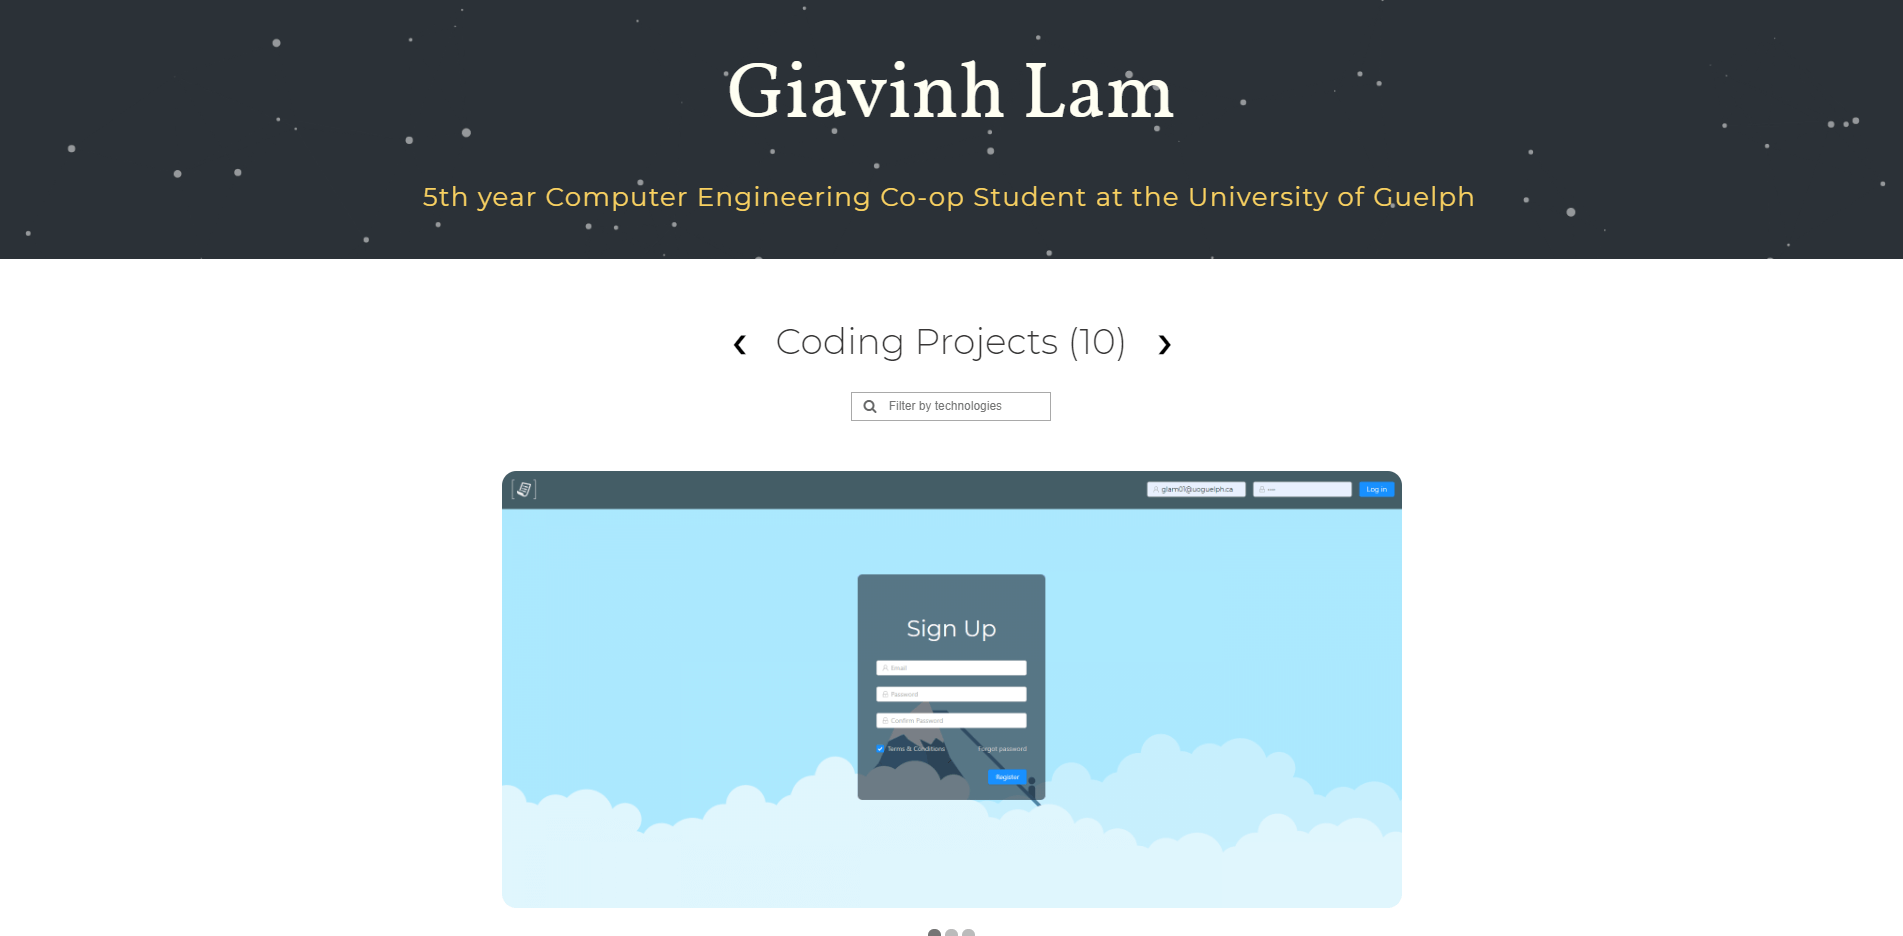 Giavinh Lam
5th year Computer Engineering Co-op Student at the University of Guelph
‹ Coding Projects (10) ›
Filter by technologies
glam01@uoguelph.ca
Log in
Sign Up
Email
Password
Confirm Password
Terms & Conditions Forgot password
Register